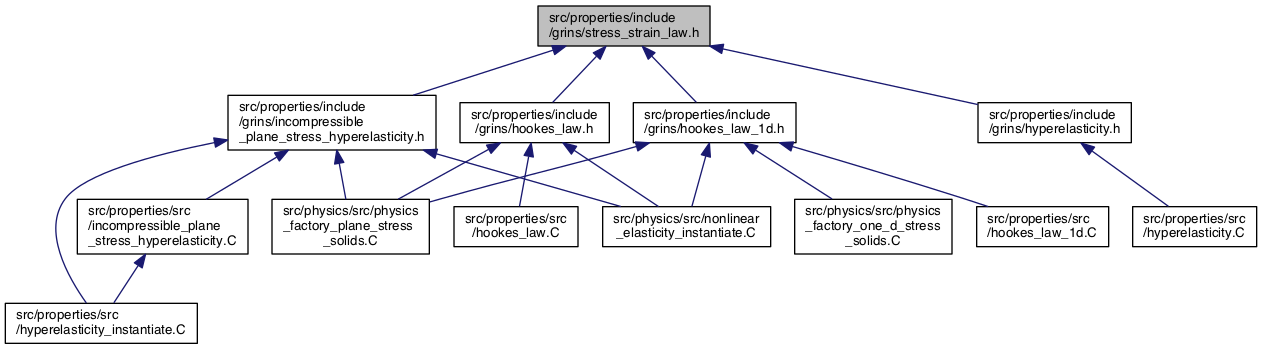 src/properties/include
/grins/stress_strain_law.h
src/properties/include
/grins/incompressible
_plane_stress_hyperelasticity.h
src/properties/include
/grins/hookes_law.h
src/properties/include
/grins/hookes_law_1d.h
src/properties/include
/grins/hyperelasticity.h
src/properties/src
/incompressible_plane
_stress_hyperelasticity.C
src/physics/src/physics
_factory_plane_stress
_solids.C
src/properties/src
/hookes_law.C
src/physics/src/nonlinear
_elasticity_instantiate.C
src/physics/src/physics
_factory_one_d_stress
_solids.C
src/properties/src
/hookes_law_1d.C
src/properties/src
/hyperelasticity.C
src/properties/src
/hyperelasticity_instantiate.C